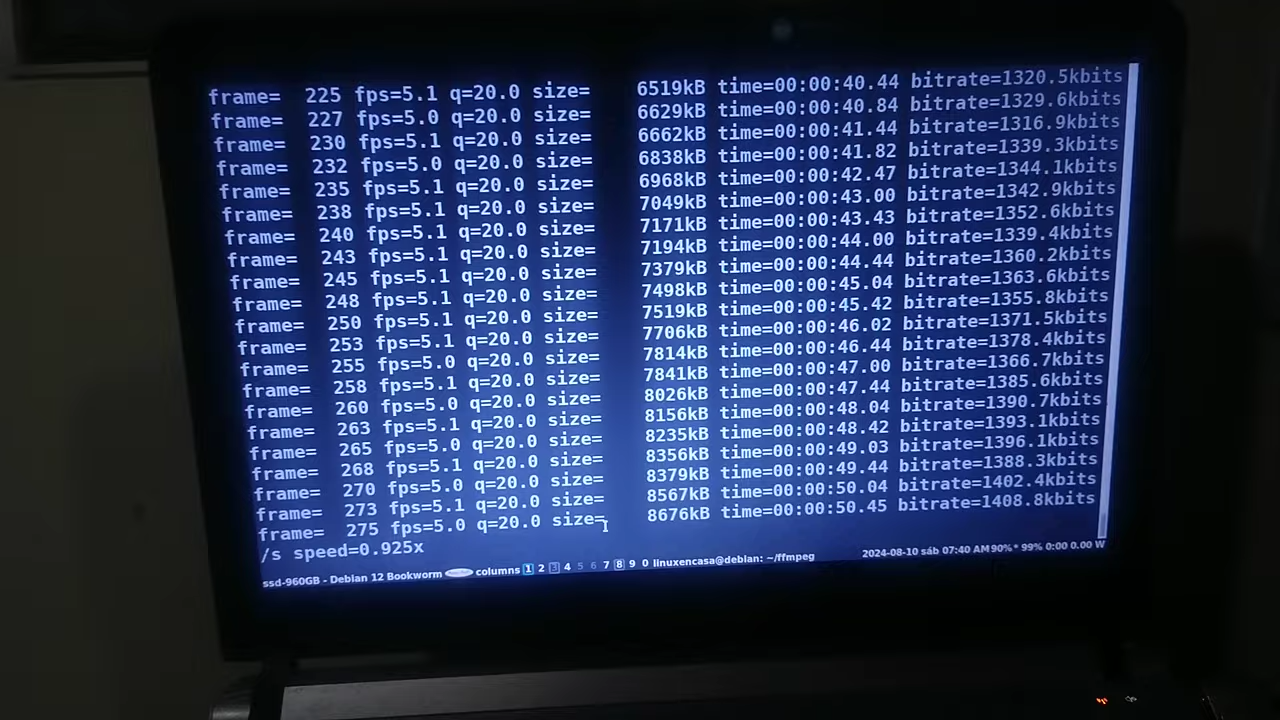 frame=  225 fps=5.1 q=20.0 size=    6519kB time=00:00:40.44 bitrate=1320.5kbits
frame=  227 fps=5.0 q=20.0 size=    6629kB time=00:00:40.84 bitrate=1329.6kbits
frame=  230 fps=5.1 q=20.0 size=    6662kB time=00:00:41.44 bitrate=1316.9kbits
frame=  232 fps=5.0 q=20.0 size=    6838kB time=00:00:41.82 bitrate=1339.3kbits
frame=  235 fps=5.1 q=20.0 size=    6968kB time=00:00:42.47 bitrate=1344.1kbits
frame=  238 fps=5.1 q=20.0 size=    7049kB time=00:00:43.00 bitrate=1342.9kbits
frame=  240 fps=5.1 q=20.0 size=    7171kB time=00:00:43.43 bitrate=1352.6kbits
frame=  243 fps=5.1 q=20.0 size=    7194kB time=00:00:44.00 bitrate=1339.4kbits
frame=  245 fps=5.1 q=20.0 size=    7379kB time=00:00:44.44 bitrate=1360.2kbits
frame=  248 fps=5.1 q=20.0 size=    7498kB time=00:00:45.04 bitrate=1363.6kbits
frame=  250 fps=5.1 q=20.0 size=    7519kB time=00:00:45.42 bitrate=1355.8kbits
frame=  253 fps=5.1 q=20.0 size=    7706kB time=00:00:46.02 bitrate=1371.5kbits
frame=  255 fps=5.0 q=20.0 size=    7814kB time=00:00:46.44 bitrate=1378.4kbits
frame=  258 fps=5.1 q=20.0 size=    7841kB time=00:00:47.00 bitrate=1366.7kbits
frame=  260 fps=5.0 q=20.0 size=    8026kB time=00:00:47.44 bitrate=1385.6kbits
frame=  263 fps=5.1 q=20.0 size=    8156kB time=00:00:48.04 bitrate=1390.7kbits
frame=  265 fps=5.0 q=20.0 size=    8235kB time=00:00:48.42 bitrate=1393.1kbits
frame=  268 fps=5.1 q=20.0 size=    8356kB time=00:00:49.03 bitrate=1396.1kbits
frame=  270 fps=5.0 q=20.0 size=    8379kB time=00:00:49.44 bitrate=1388.3kbits
frame=  273 fps=5.1 q=20.0 size=    8567kB time=00:00:50.04 bitrate=1402.4kbits
frame=  275 fps=5.0 q=20.0 size=    8676kB time=00:00:50.45 bitrate=1408.8kbits
/s speed=0.925x
ssd-960GB - Debian 12 Bookworm columns 1 2 3 4 5 6 7 8 9 0 linuxencasa@debian: ~/ffmpeg 2024-08-10 sáb 07:40 AM 90%* 99% 0:00 0.00 W